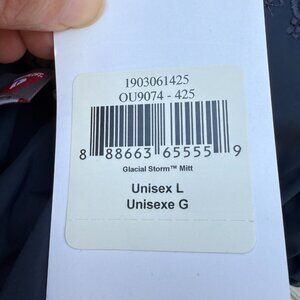 1903061425
OU9074 - 425
8 88663 65555 9
Glacial Storm™ Mitt
Unisex L
Unisexe G